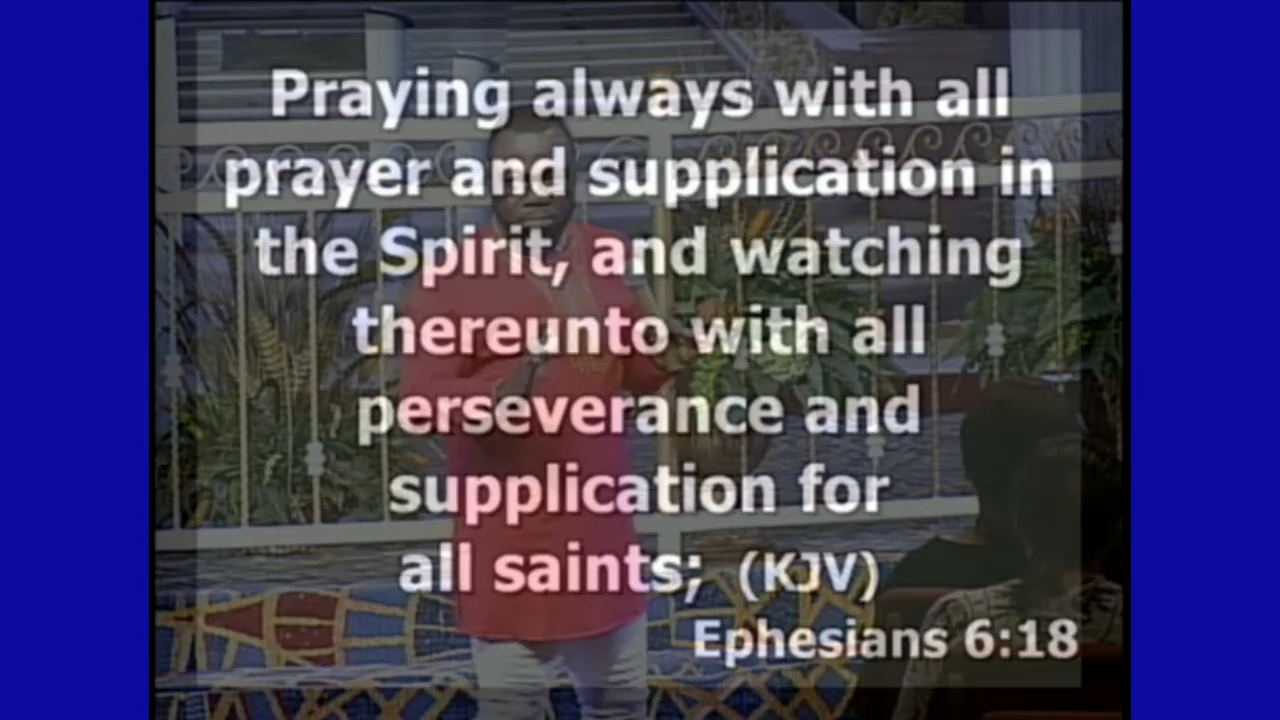 Praying always with all
prayer and supplication in
the Spirit, and watching
thereunto with all
perseverance and
supplication for
all saints; (KJV)
Ephesians 6:18